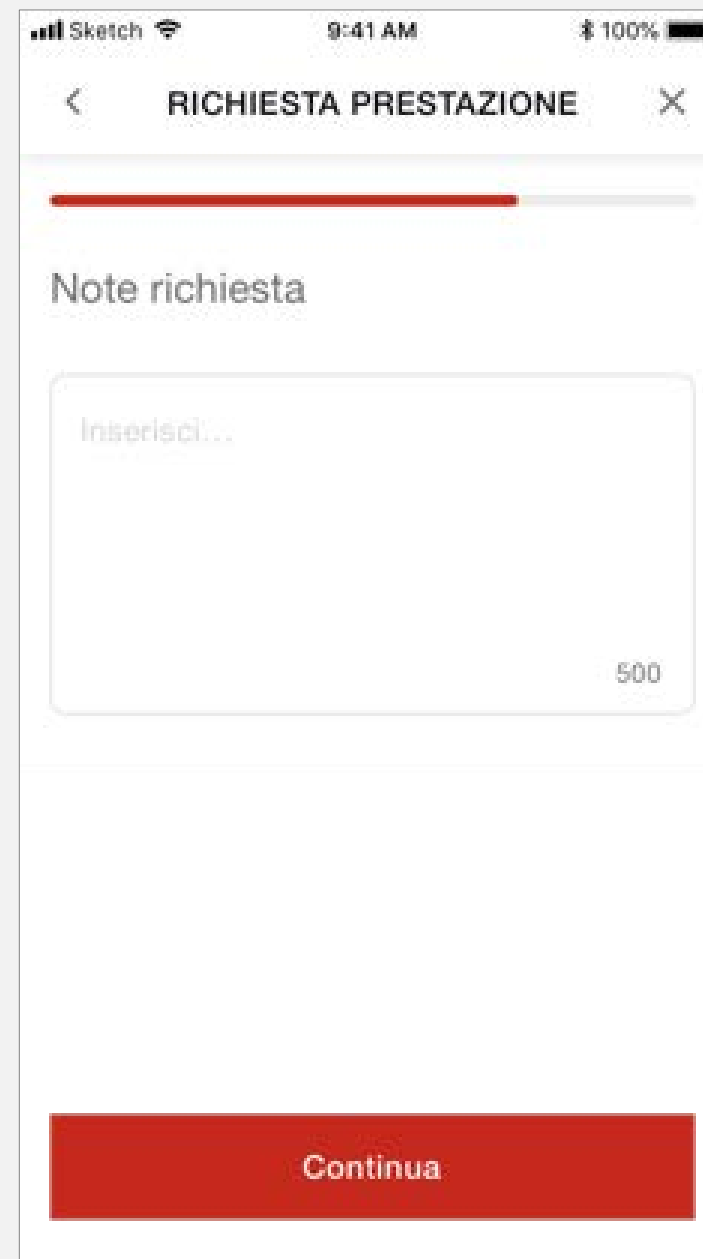 Sketch 9:41 AM 100%
RICHIESTA PRESTAZIONE
Note richiesta
Inserisci...
500
Continua